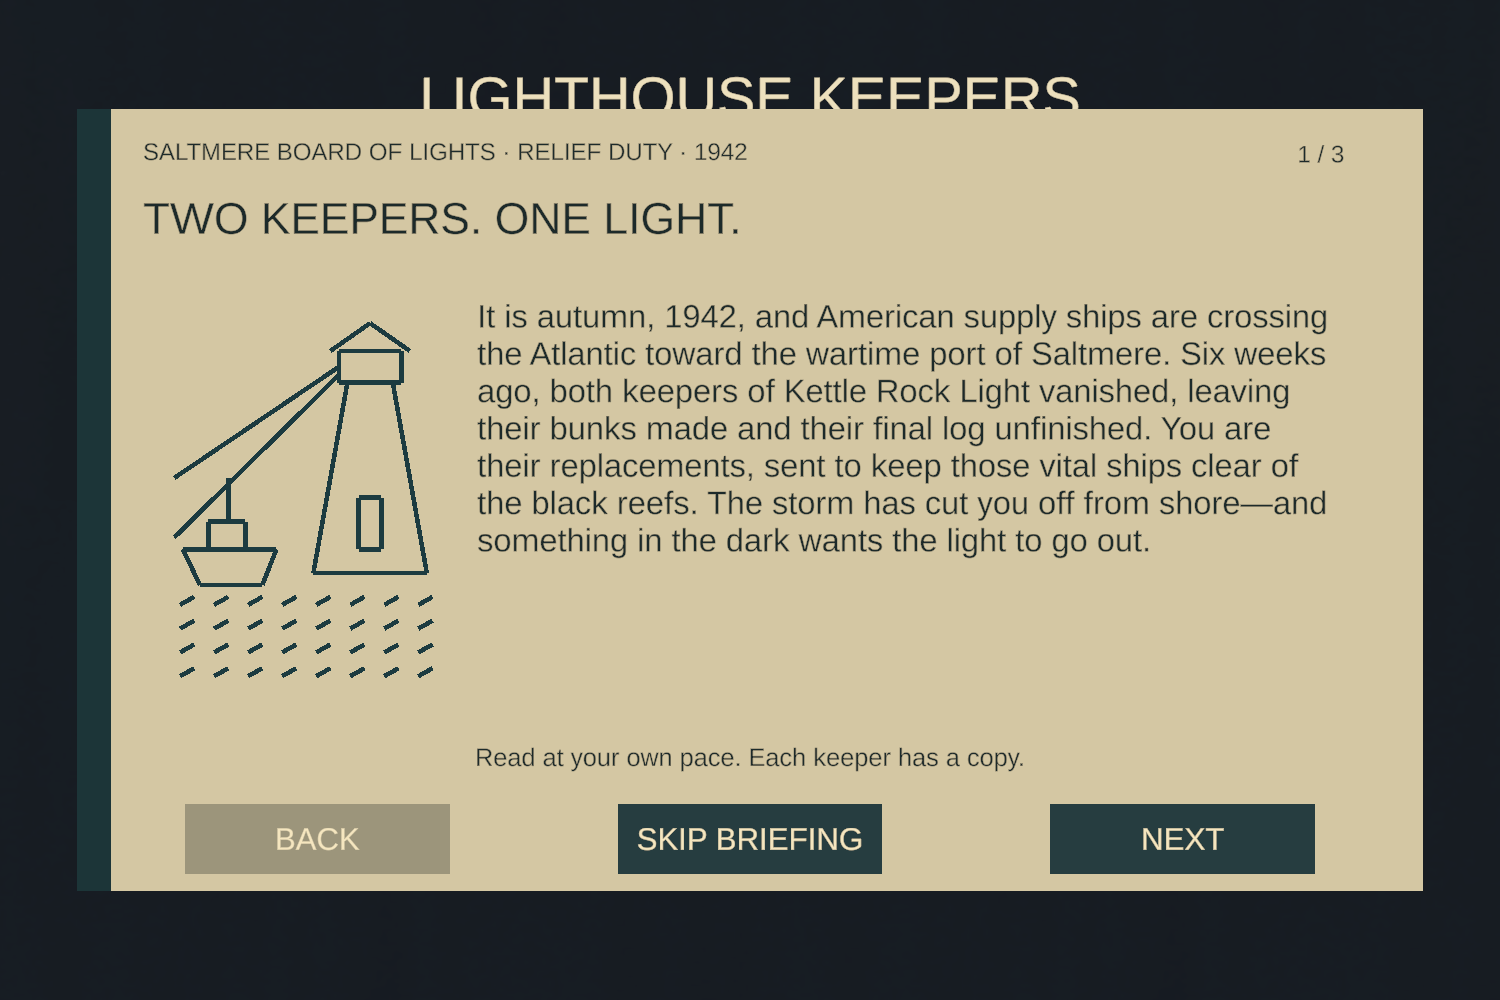 LIGHTHOUSE KEEPERS
SALTMERE BOARD OF LIGHTS · RELIEF DUTY · 1942
1 / 3
TWO KEEPERS. ONE LIGHT.
It is autumn, 1942, and American supply ships are crossing
the Atlantic toward the wartime port of Saltmere. Six weeks
ago, both keepers of Kettle Rock Light vanished, leaving
their bunks made and their final log unfinished. You are
their replacements, sent to keep those vital ships clear of
the black reefs. The storm has cut you off from shore—and
something in the dark wants the light to go out.
Read at your own pace. Each keeper has a copy.
BACK
SKIP BRIEFING
NEXT